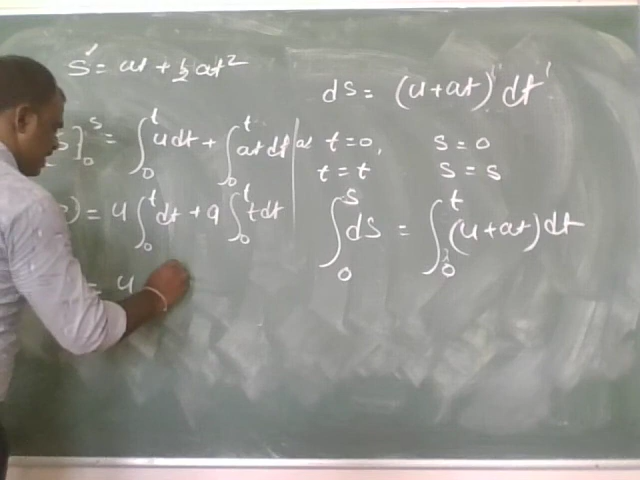 s = ut + 1/2 at²
s]₀ˢ = ∫₀ᵗ u dt + ∫₀ᵗ at dt
) = u ∫₀ᵗ dt + a ∫₀ᵗ t dt
= u
ds = (u + at)' dt'
at t = 0, s = 0
t = t s = s
∫₀ˢ ds = ∫₀ᵗ (u + at) dt